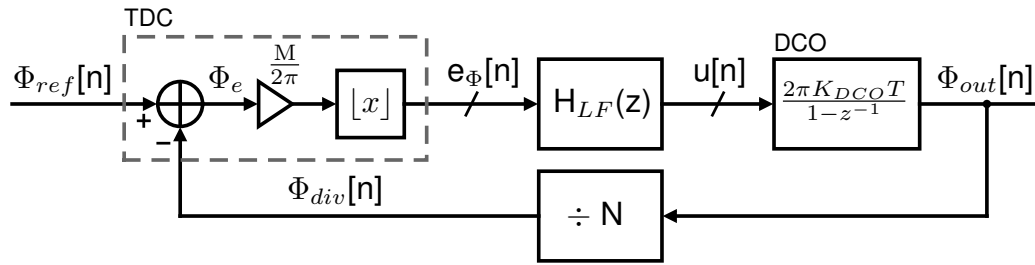 TDC
Φref[n]
+
−
Φe
M/2π
⌊x⌋
eΦ[n]
HLF(z)
u[n]
DCO
2πKDCOT/1−z−1
Φout[n]
Φdiv[n]
÷ N